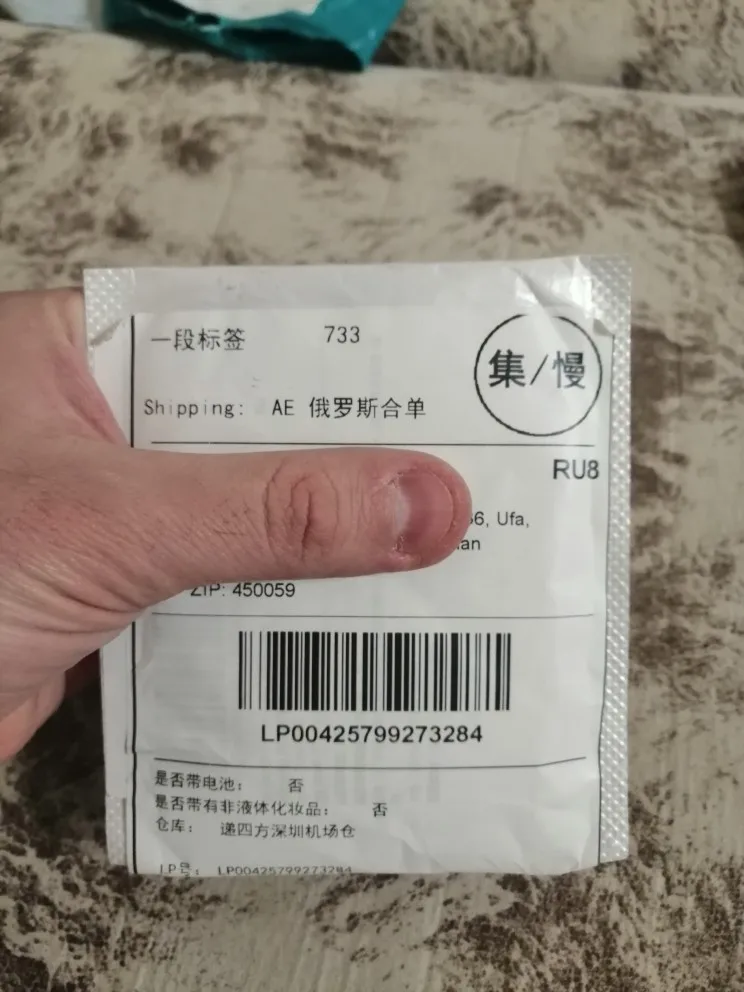 一段标签 733
集/慢
Shipping: AE 俄罗斯合单
RU8
6, Ufa,
an
ZIP: 450059
LP00425799273284
是否带电池: 否
是否带有非液体化妆品: 否
仓库: 递四方深圳机场仓
LP号: LP00425799273284